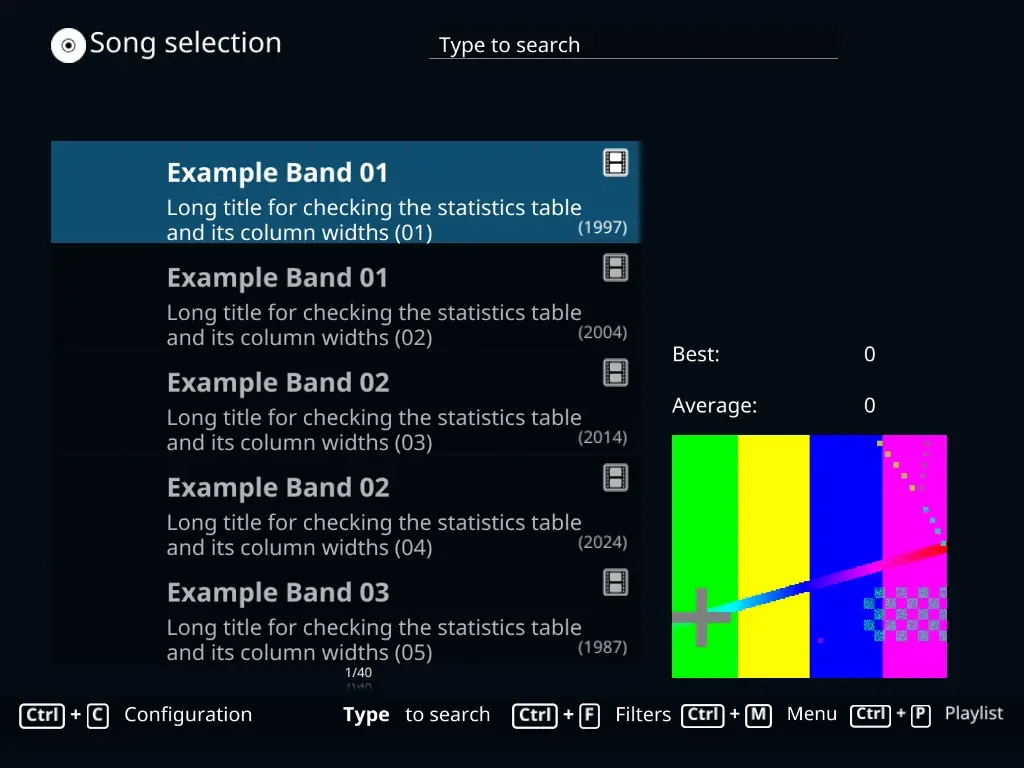 Song selection
Type to search
Example Band 01
Long title for checking the statistics table
and its column widths (01)
(1997)
Example Band 01
Long title for checking the statistics table
and its column widths (02)
(2004)
Example Band 02
Long title for checking the statistics table
and its column widths (03)
(2014)
Example Band 02
Long title for checking the statistics table
and its column widths (04)
(2024)
Example Band 03
Long title for checking the statistics table
and its column widths (05)
(1987)
1/40
Best: 0
Average: 0
Ctrl + C Configuration Type to search Ctrl + F Filters Ctrl + M Menu Ctrl + P Playlist